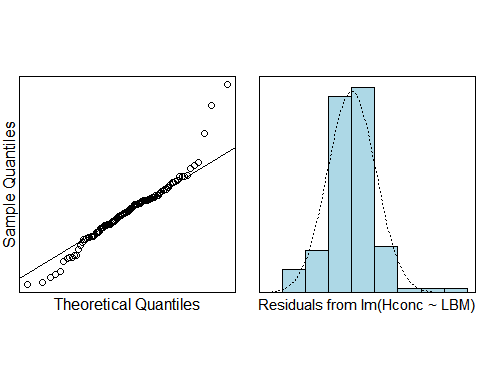 Sample Quantiles
Theoretical Quantiles
Residuals from lm(Hconc ~ LBM)